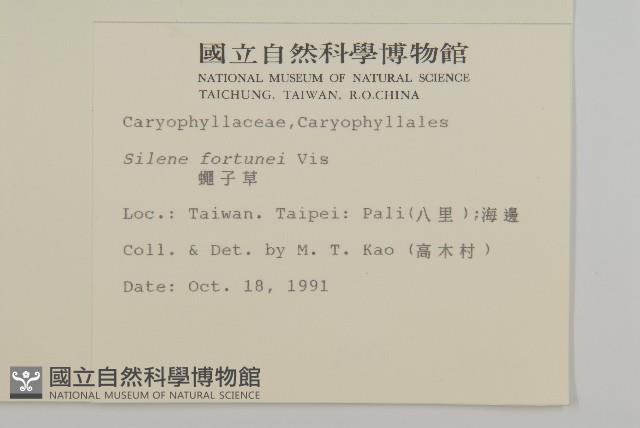 國立自然科學博物館
NATIONAL MUSEUM OF NATURAL SCIENCE
TAICHUNG, TAIWAN, R.O.CHINA
Caryophyllaceae,Caryophyllales
Silene fortunei Vis
蠅子草
Loc.: Taiwan. Taipei: Pali(八里);海邊
Coll. & Det. by M. T. Kao (高木村)
Date: Oct. 18, 1991
國立自然科學博物館
NATIONAL MUSEUM OF NATURAL SCIENCE